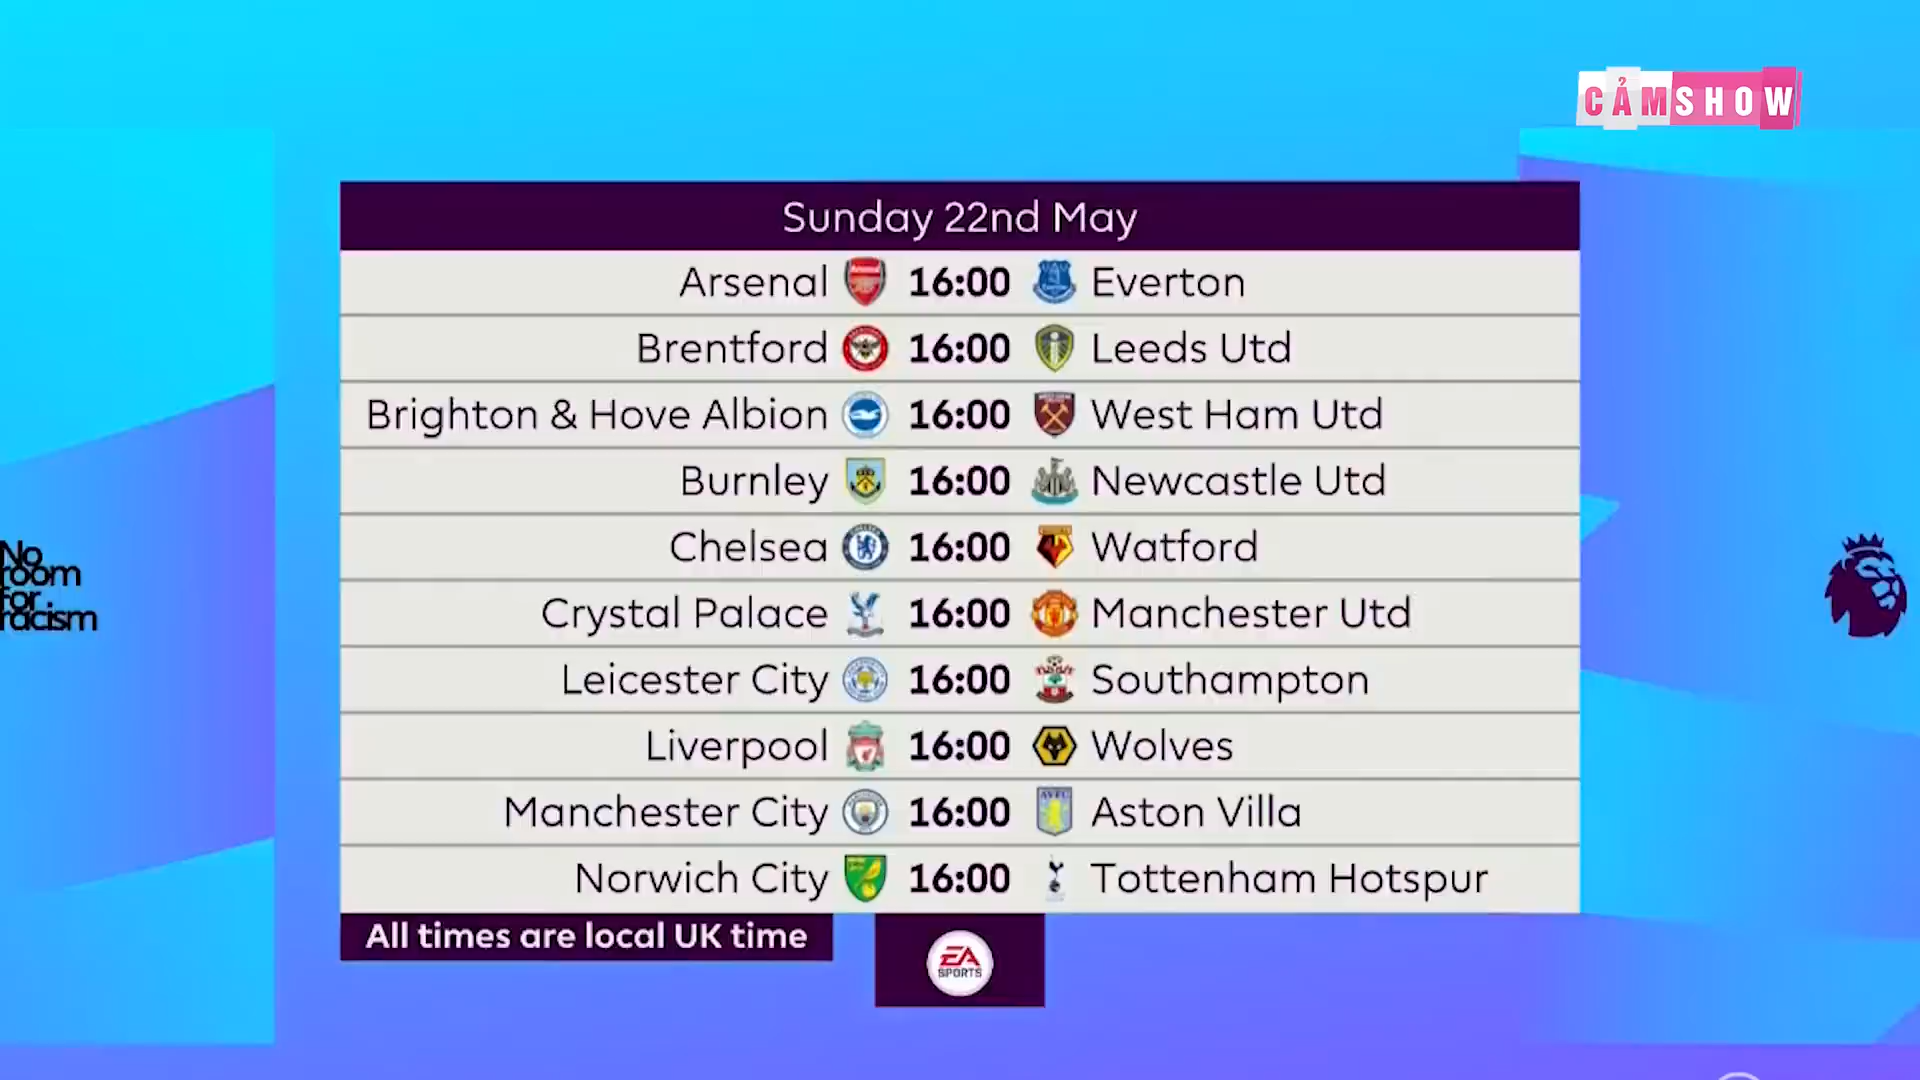 CẢMSHOW
Sunday 22nd May
Arsenal 16:00 Everton
Brentford 16:00 Leeds Utd
Brighton & Hove Albion 16:00 West Ham Utd
Burnley 16:00 Newcastle Utd
Chelsea 16:00 Watford
Crystal Palace 16:00 Manchester Utd
Leicester City 16:00 Southampton
Liverpool 16:00 Wolves
Manchester City 16:00 Aston Villa
Norwich City 16:00 Tottenham Hotspur
All times are local UK time
EA
SPORTS
No
room
for
racism